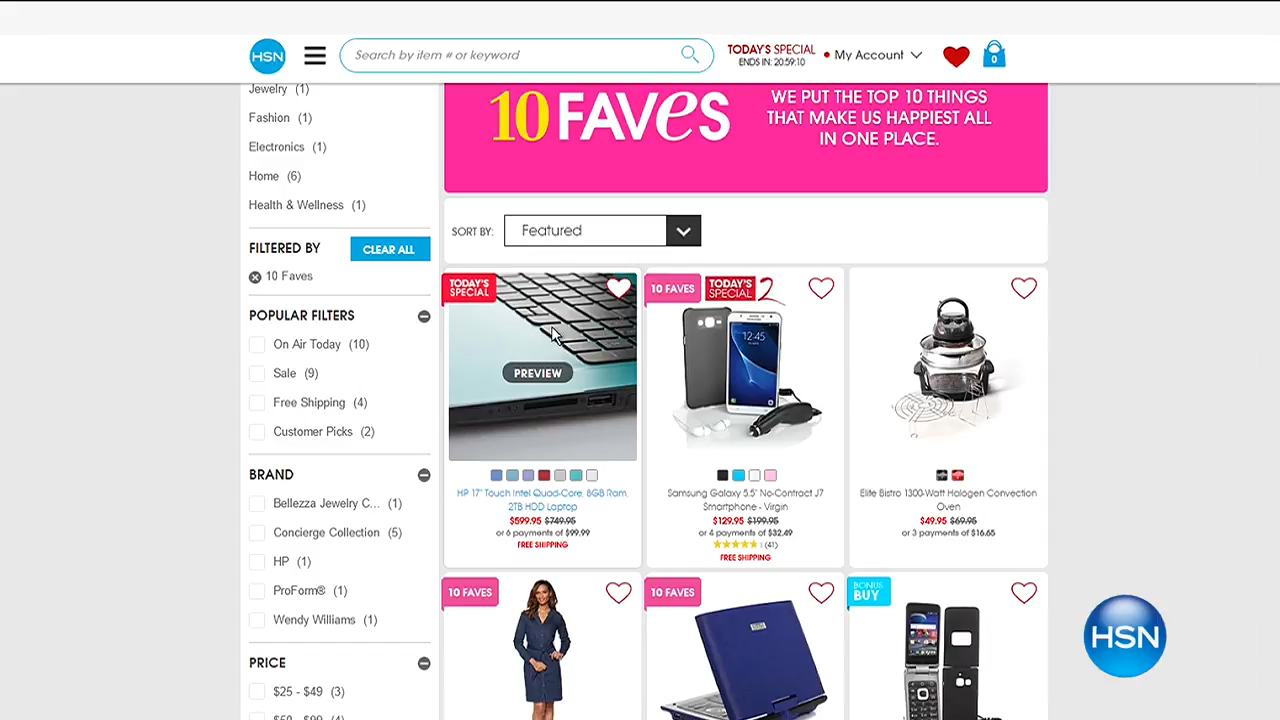 HSN
Search by item # or keyword
TODAY'S SPECIAL
ENDS IN: 20:59:10
My Account
0
Jewelry (1)
Fashion (1)
Electronics (1)
Home (6)
Health & Wellness (1)
FILTERED BY
CLEAR ALL
10 Faves
POPULAR FILTERS
On Air Today (10)
Sale (9)
Free Shipping (4)
Customer Picks (2)
BRAND
Bellezza Jewelry C... (1)
Concierge Collection (5)
HP (1)
ProForm® (1)
Wendy Williams (1)
PRICE
$25 - $49 (3)
10 FAVES
WE PUT THE TOP 10 THINGS
THAT MAKE US HAPPIEST ALL
IN ONE PLACE.
SORT BY:
Featured
TODAY'S
SPECIAL
PREVIEW
HP 17" Touch Intel Quad-Core, 8GB Ram,
2TB HDD Laptop
$599.95 $749.95
or 6 payments of $99.99
FREE SHIPPING
10 FAVES
TODAY'S
SPECIAL 2
12:45
Samsung Galaxy 5.5" No-Contract J7
Smartphone - Virgin
$129.95 $199.95
or 4 payments of $32.49
(41)
FREE SHIPPING
Elite Bistro 1300-Watt Halogen Convection
Oven
$49.95 $69.95
or 3 payments of $16.65
10 FAVES
10 FAVES
BONUS
BUY
HSN